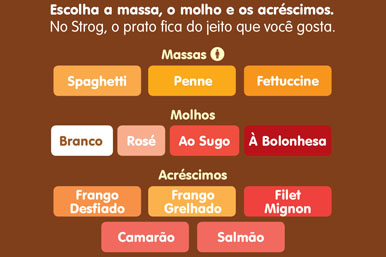 Escolha a massa, o molho e os acréscimos.
No Strog, o prato fica do jeito que você gosta.
Massas
Spaghetti Penne Fettuccine
Molhos
Branco Rosé Ao Sugo À Bolonhesa
Acréscimos
Frango Desfiado Frango Grelhado Filet Mignon
Camarão Salmão